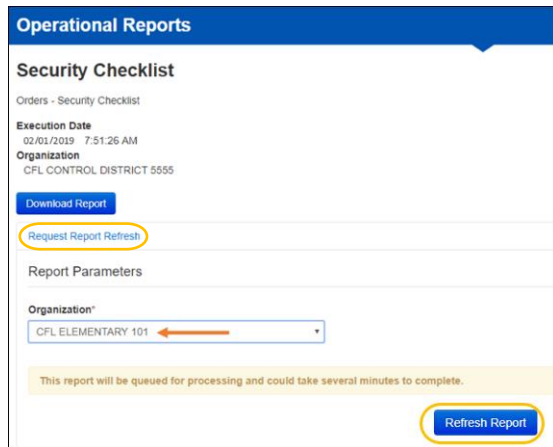 Operational Reports
Security Checklist
Orders - Security Checklist
Execution Date
02/01/2019 7:51:26 AM
Organization
CFL CONTROL DISTRICT 5555
Download Report
Request Report Refresh
Report Parameters
Organization*
CFL ELEMENTARY 101
This report will be queued for processing and could take several minutes to complete.
Refresh Report